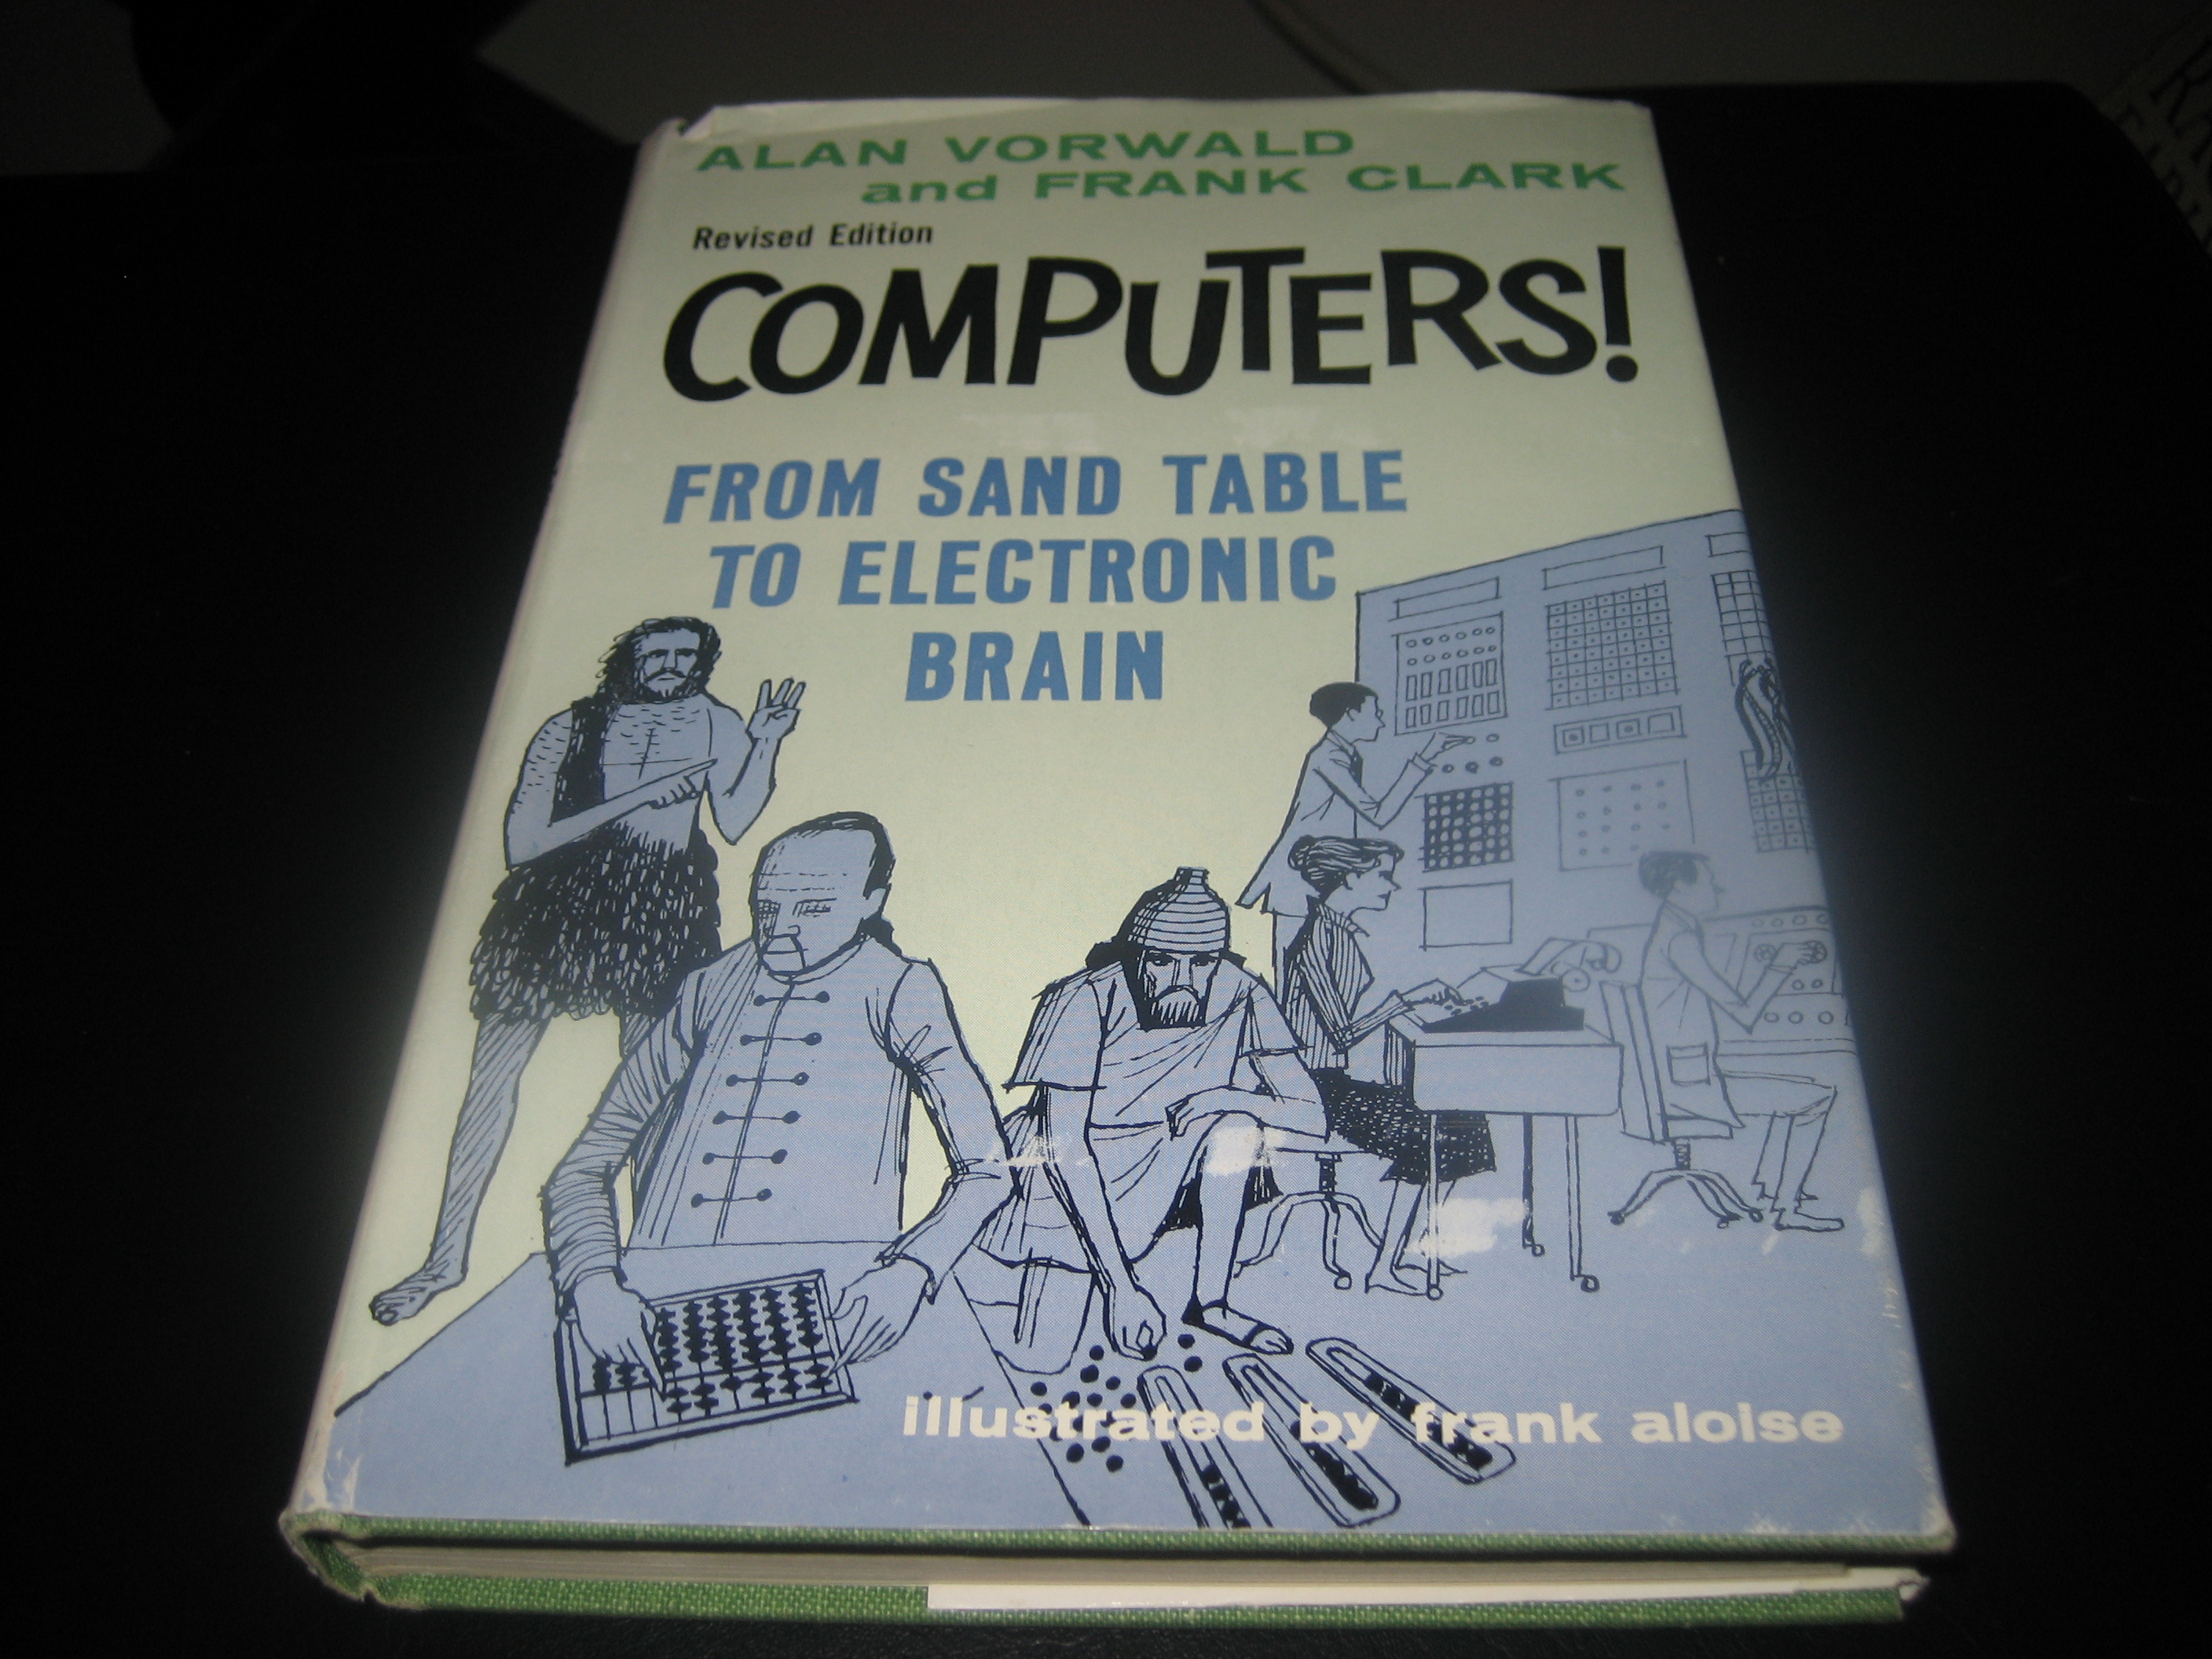 ALAN VORWALD
and FRANK CLARK
Revised Edition
COMPUTERS!
FROM SAND TABLE
TO ELECTRONIC
BRAIN
illustrated by frank aloise